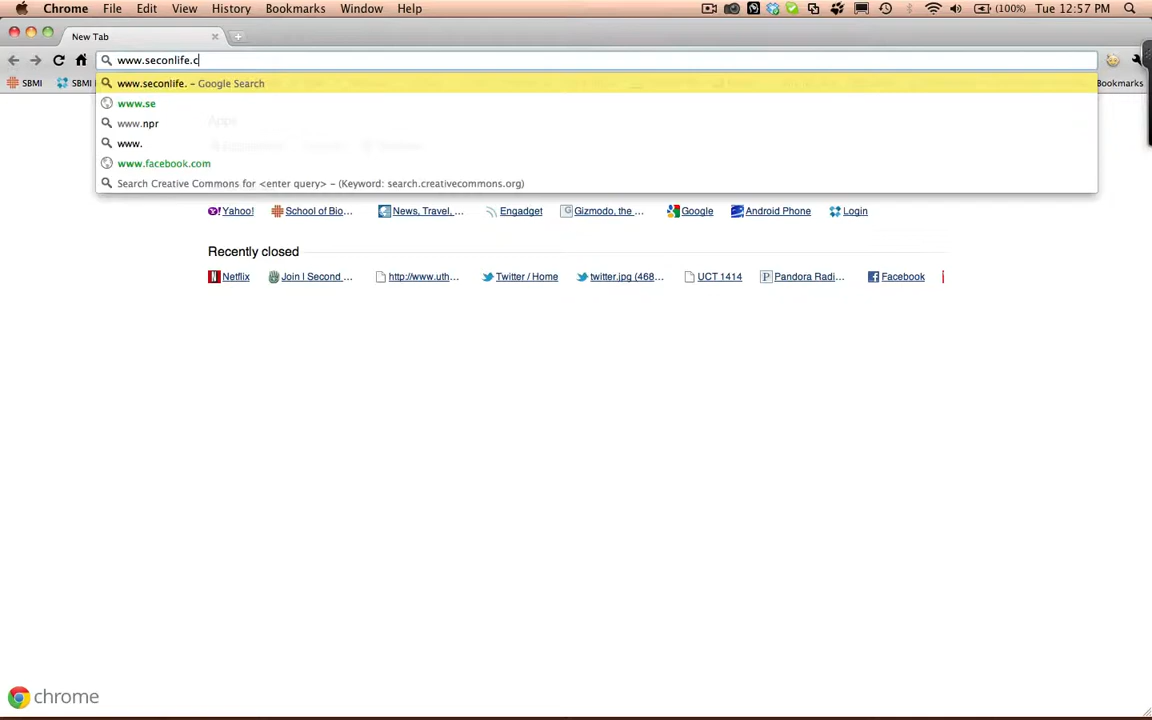 Chrome File Edit View History Bookmarks Window Help (100%) Tue 12:57 PM
New Tab
www.seconlife.c
SBMI SBMI Bookmarks
www.seconlife. – Google Search
www.se
www.npr
www.
www.facebook.com
Search Creative Commons for <enter query> – (Keyword: search.creativecommons.org)
Apps
Yahoo! School of Bio... News, Travel, ... Engadget Gizmodo, the ... Google Android Phone Login
Recently closed
Netflix Join | Second ... http://www.uth... Twitter / Home twitter.jpg (468... UCT 1414 Pandora Radi... Facebook
chrome